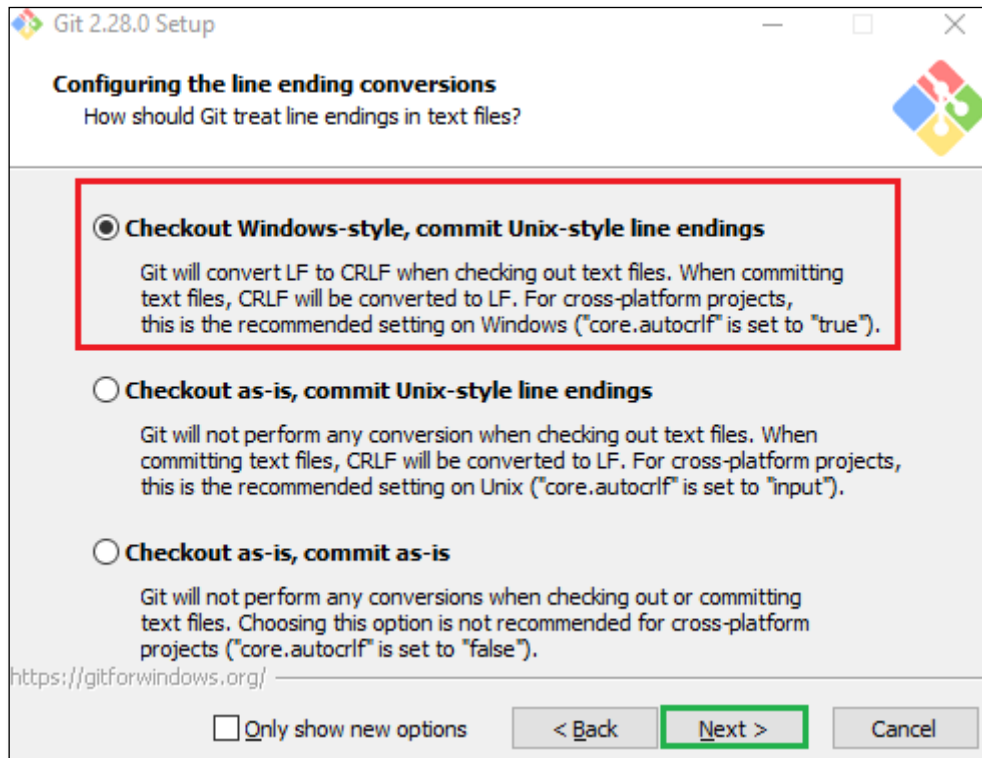 Git 2.28.0 Setup
Configuring the line ending conversions
How should Git treat line endings in text files?
Checkout Windows-style, commit Unix-style line endings
Git will convert LF to CRLF when checking out text files. When committing
text files, CRLF will be converted to LF. For cross-platform projects,
this is the recommended setting on Windows ("core.autocrlf" is set to "true").
Checkout as-is, commit Unix-style line endings
Git will not perform any conversion when checking out text files. When
committing text files, CRLF will be converted to LF. For cross-platform projects,
this is the recommended setting on Unix ("core.autocrlf" is set to "input").
Checkout as-is, commit as-is
Git will not perform any conversions when checking out or committing
text files. Choosing this option is not recommended for cross-platform
projects ("core.autocrlf" is set to "false").
https://gitforwindows.org/
Only show new options < Back Next > Cancel